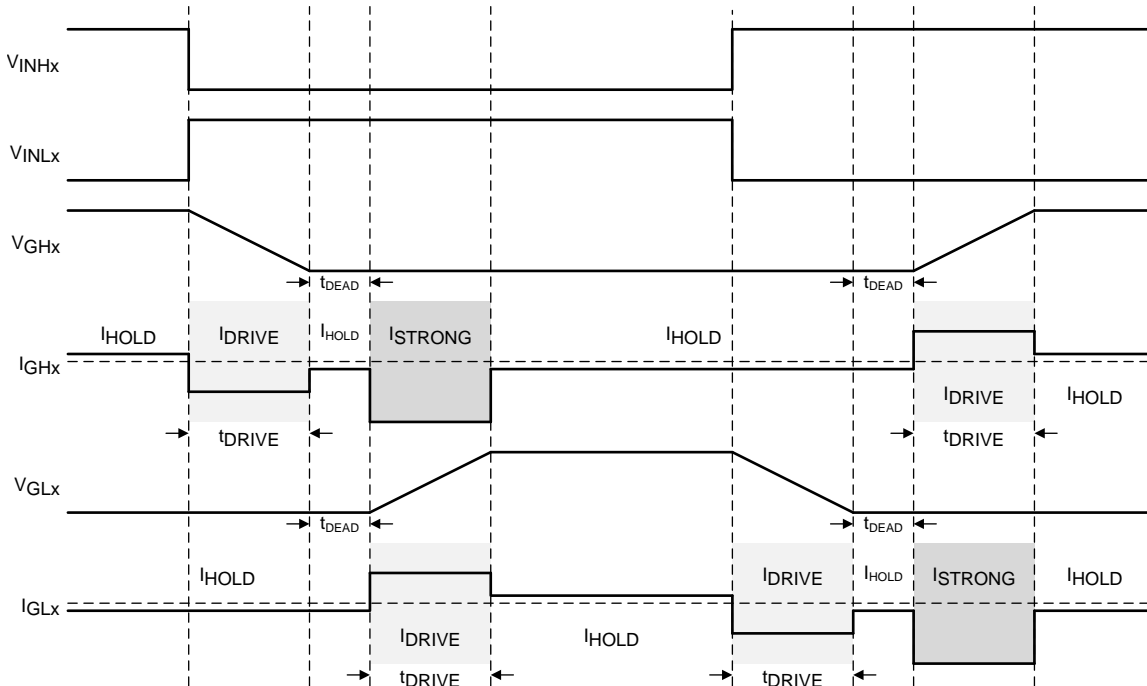 VINHx
VINLx
VGHx
tDEAD tDEAD
IHOLD IDRIVE IHOLD ISTRONG IHOLD
IGHx
IDRIVE IHOLD
tDRIVE tDRIVE
VGLx
tDEAD tDEAD
IHOLD IDRIVE IHOLD ISTRONG IHOLD
IGLx
IDRIVE IHOLD
tDRIVE tDRIVE